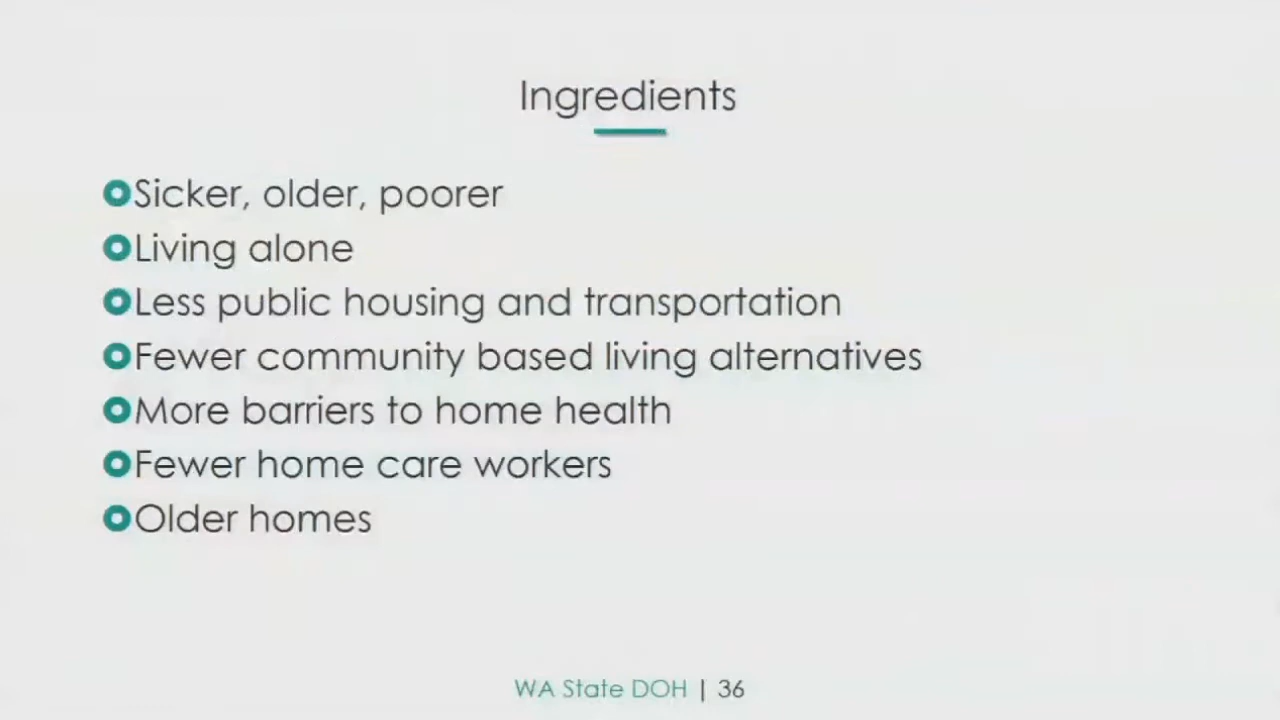 Ingredients
Sicker, older, poorer
Living alone
Less public housing and transportation
Fewer community based living alternatives
More barriers to home health
Fewer home care workers
Older homes
WA State DOH | 36